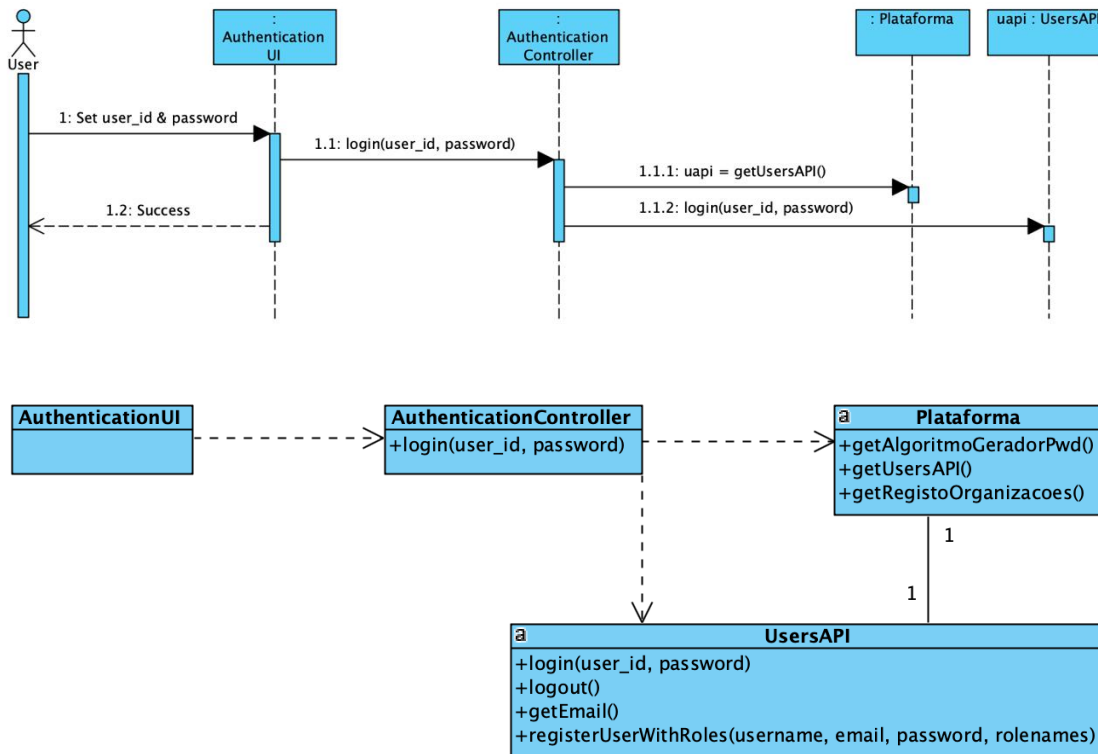 :
Authentication
UI
:
Authentication
Controller
: Plataforma
uapi : UsersAPI
User
1: Set user_id & password
1.1: login(user_id, password)
1.1.1: uapi = getUsersAPI()
1.1.2: login(user_id, password)
1.2: Success
AuthenticationUI
AuthenticationController
+login(user_id, password)
a
Plataforma
+getAlgoritmoGeradorPwd()
+getUsersAPI()
+getRegistoOrganizacoes()
1
1
a
UsersAPI
+login(user_id, password)
+logout()
+getEmail()
+registerUserWithRoles(username, email, password, rolenames)